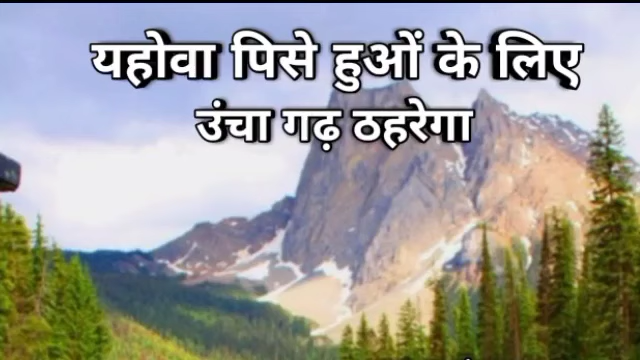 यहोवा पिसे हुओं के लिए
उंचा गढ़ ठहरेगा